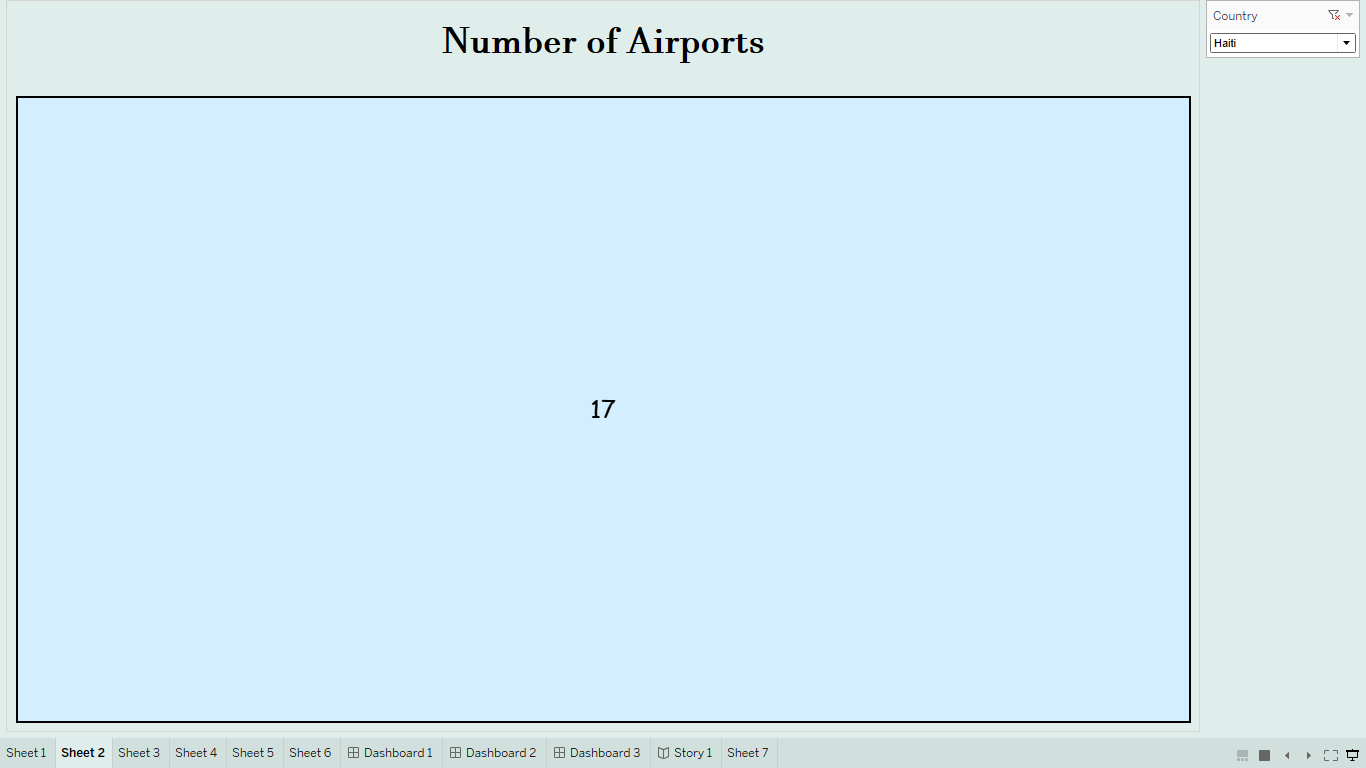 Number of Airports
Country
Haiti
17
Sheet 1
Sheet 2
Sheet 3
Sheet 4
Sheet 5
Sheet 6
Dashboard 1
Dashboard 2
Dashboard 3
Story 1
Sheet 7